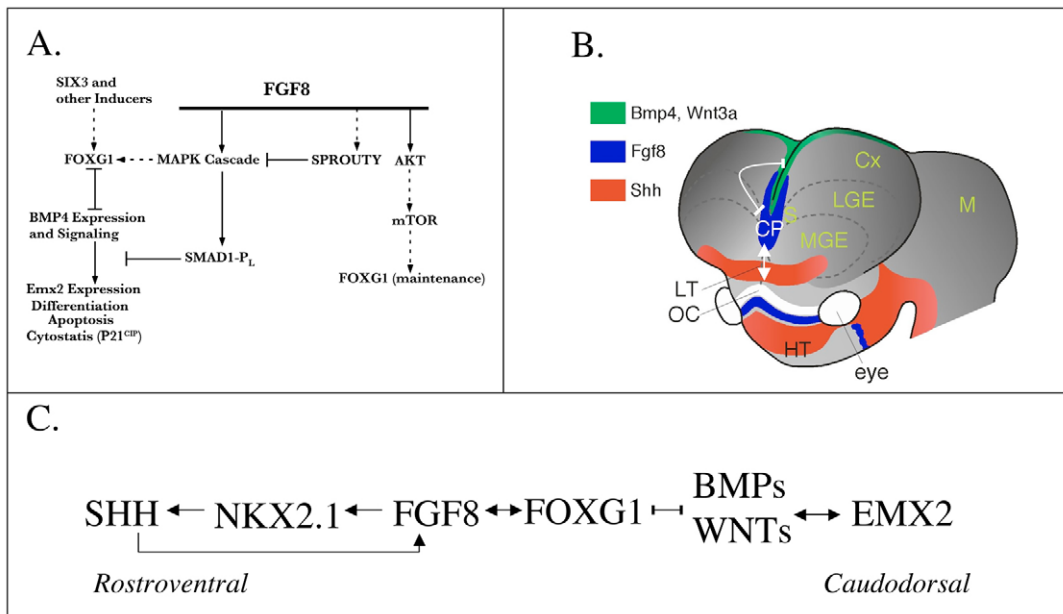 A.
SIX3 and
other Inducers
FGF8
FOXG1 MAPK Cascade SPROUTY AKT
BMP4 Expression
and Signaling
mTOR
SMAD1-PL
FOXG1 (maintenance)
Emx2 Expression
Differentiation
Apoptosis
Cytostatis (P21CIP)
B.
Bmp4, Wnt3a
Fgf8
Shh
Cx
LGE
M
S
CP
MGE
LT
OC
HT
eye
C.
SHH NKX2.1 FGF8 FOXG1 BMPs
WNTs EMX2
Rostroventral Caudodorsal